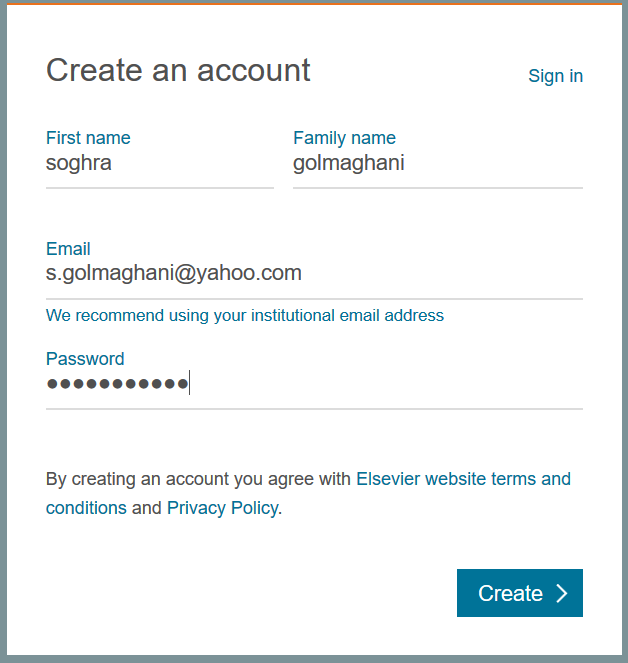 Create an account
Sign in
First name
Family name
soghra
golmaghani
Email
s.golmaghani@yahoo.com
We recommend using your institutional email address
Password
●●●●●●●●●●●
By creating an account you agree with Elsevier website terms and
conditions and Privacy Policy.
Create